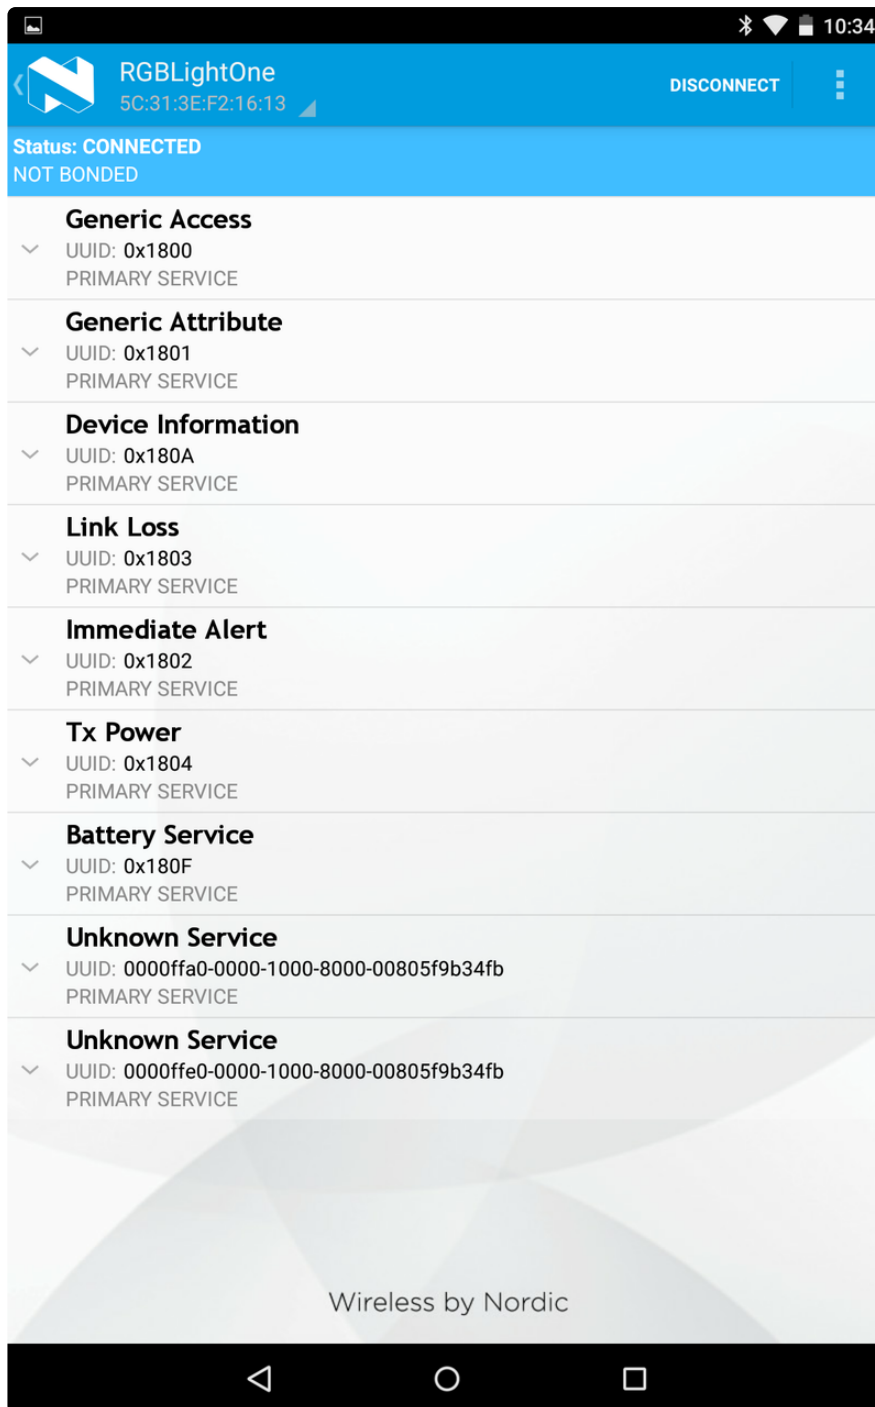 10:34
RGBLightOne
5C:31:3E:F2:16:13
DISCONNECT
Status: CONNECTED
NOT BONDED
Generic Access
UUID: 0x1800
PRIMARY SERVICE
Generic Attribute
UUID: 0x1801
PRIMARY SERVICE
Device Information
UUID: 0x180A
PRIMARY SERVICE
Link Loss
UUID: 0x1803
PRIMARY SERVICE
Immediate Alert
UUID: 0x1802
PRIMARY SERVICE
Tx Power
UUID: 0x1804
PRIMARY SERVICE
Battery Service
UUID: 0x180F
PRIMARY SERVICE
Unknown Service
UUID: 0000ffa0-0000-1000-8000-00805f9b34fb
PRIMARY SERVICE
Unknown Service
UUID: 0000ffe0-0000-1000-8000-00805f9b34fb
PRIMARY SERVICE
Wireless by Nordic